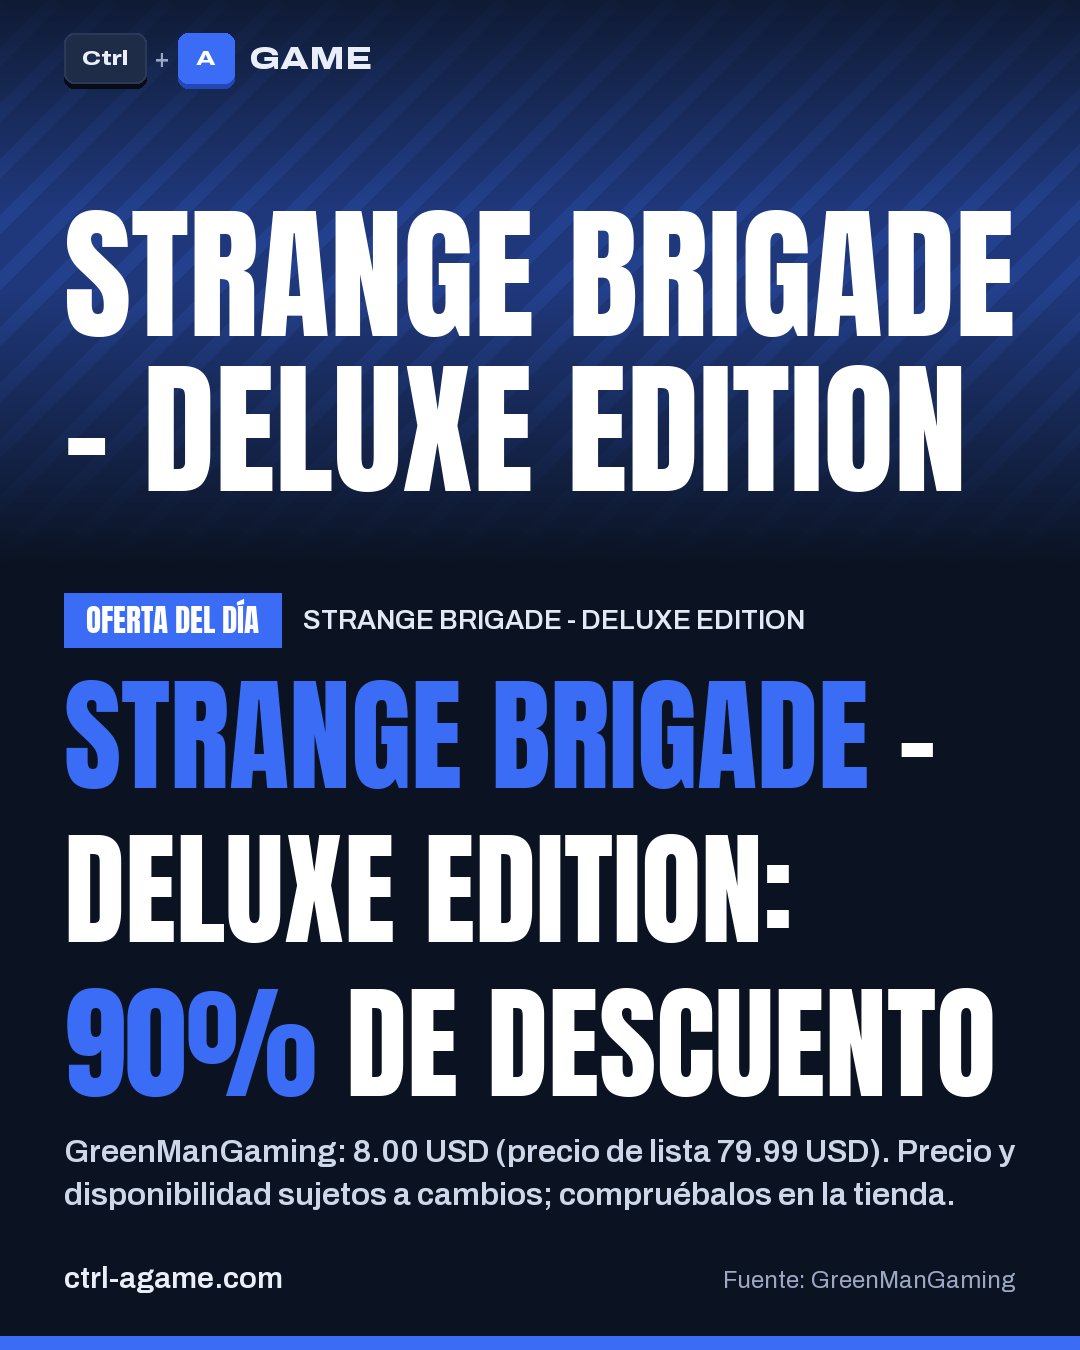 Ctrl + A GAME
STRANGE BRIGADE
- DELUXE EDITION
OFERTA DEL DÍA STRANGE BRIGADE - DELUXE EDITION
STRANGE BRIGADE -
DELUXE EDITION:
90% DE DESCUENTO
GreenManGaming: 8.00 USD (precio de lista 79.99 USD). Precio y
disponibilidad sujetos a cambios; compruébalos en la tienda.
ctrl-agame.com Fuente: GreenManGaming